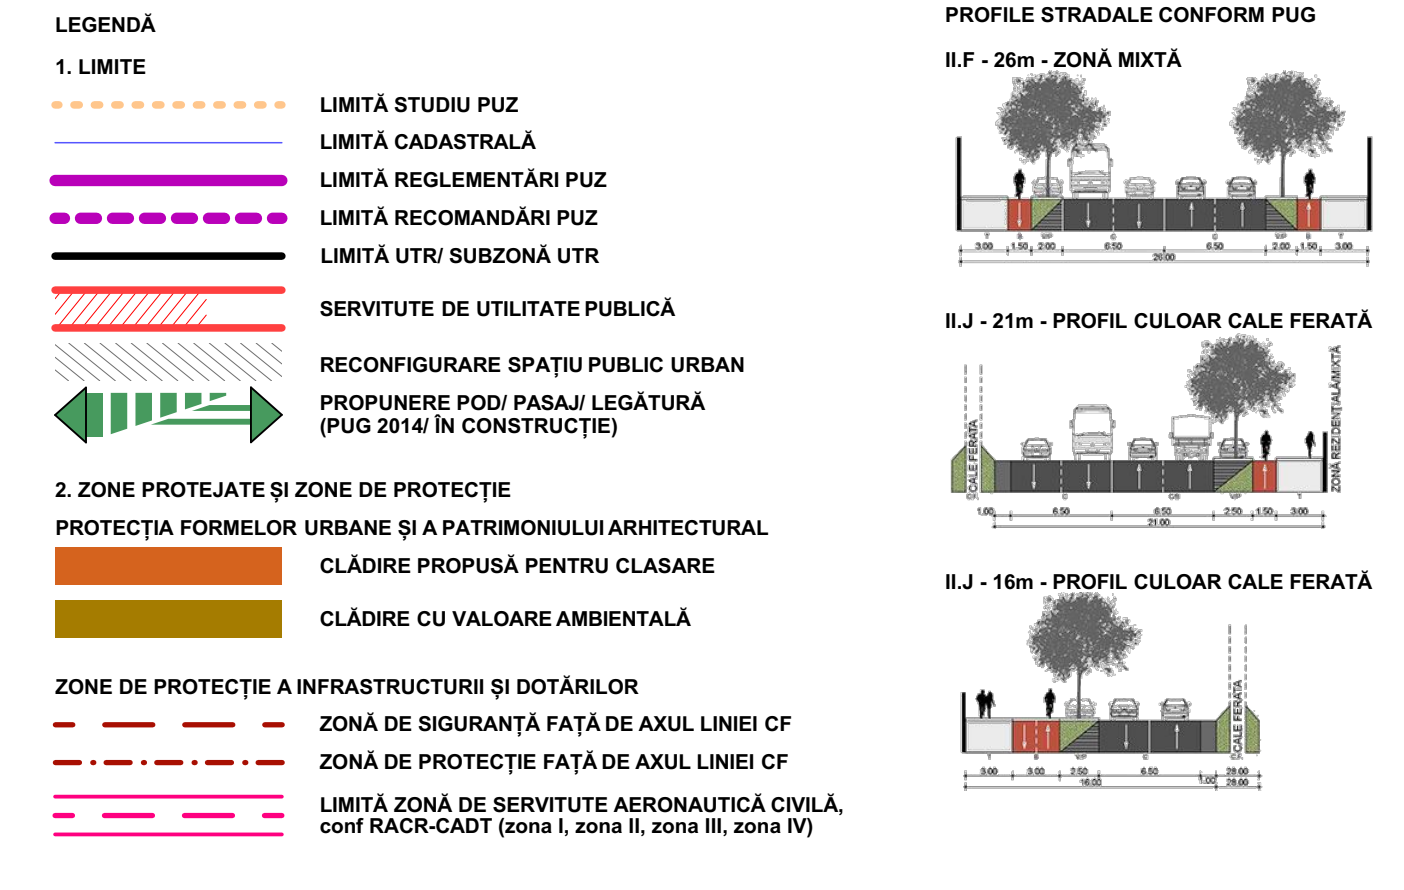 LEGENDĂ
1. LIMITE
LIMITĂ STUDIU PUZ
LIMITĂ CADASTRALĂ
LIMITĂ REGLEMENTĂRI PUZ
LIMITĂ RECOMANDĂRI PUZ
LIMITĂ UTR/ SUBZONĂ UTR
SERVITUTE DE UTILITATE PUBLICĂ
RECONFIGURARE SPAȚIU PUBLIC URBAN
PROPUNERE POD/ PASAJ/ LEGĂTURĂ
(PUG 2014/ ÎN CONSTRUCȚIE)
2. ZONE PROTEJATE ȘI ZONE DE PROTECȚIE
PROTECȚIA FORMELOR URBANE ȘI A PATRIMONIULUI ARHITECTURAL
CLĂDIRE PROPUSĂ PENTRU CLASARE
CLĂDIRE CU VALOARE AMBIENTALĂ
ZONE DE PROTECȚIE A INFRASTRUCTURII ȘI DOTĂRILOR
ZONĂ DE SIGURANȚĂ FAȚĂ DE AXUL LINIEI CF
ZONĂ DE PROTECȚIE FAȚĂ DE AXUL LINIEI CF
LIMITĂ ZONĂ DE SERVITUTE AERONAUTICĂ CIVILĂ,
conf RACR-CADT (zona I, zona II, zona III, zona IV)
PROFILE STRADALE CONFORM PUG
II.F - 26m - ZONĂ MIXTĂ
3.00 1.50 2.00 6.50 6.50 2.00 1.50 3.00
26.00
II.J - 21m - PROFIL CULOAR CALE FERATĂ
CALE FERATA
ZONĂ REZIDENȚIALĂ/MIXTĂ
1.00 6.50 6.50 2.50 1.50 3.00
21.00
II.J - 16m - PROFIL CULOAR CALE FERATĂ
CALE FERATA
3.00 3.00 2.50 6.50 1.00 28.00
16.00 28.00